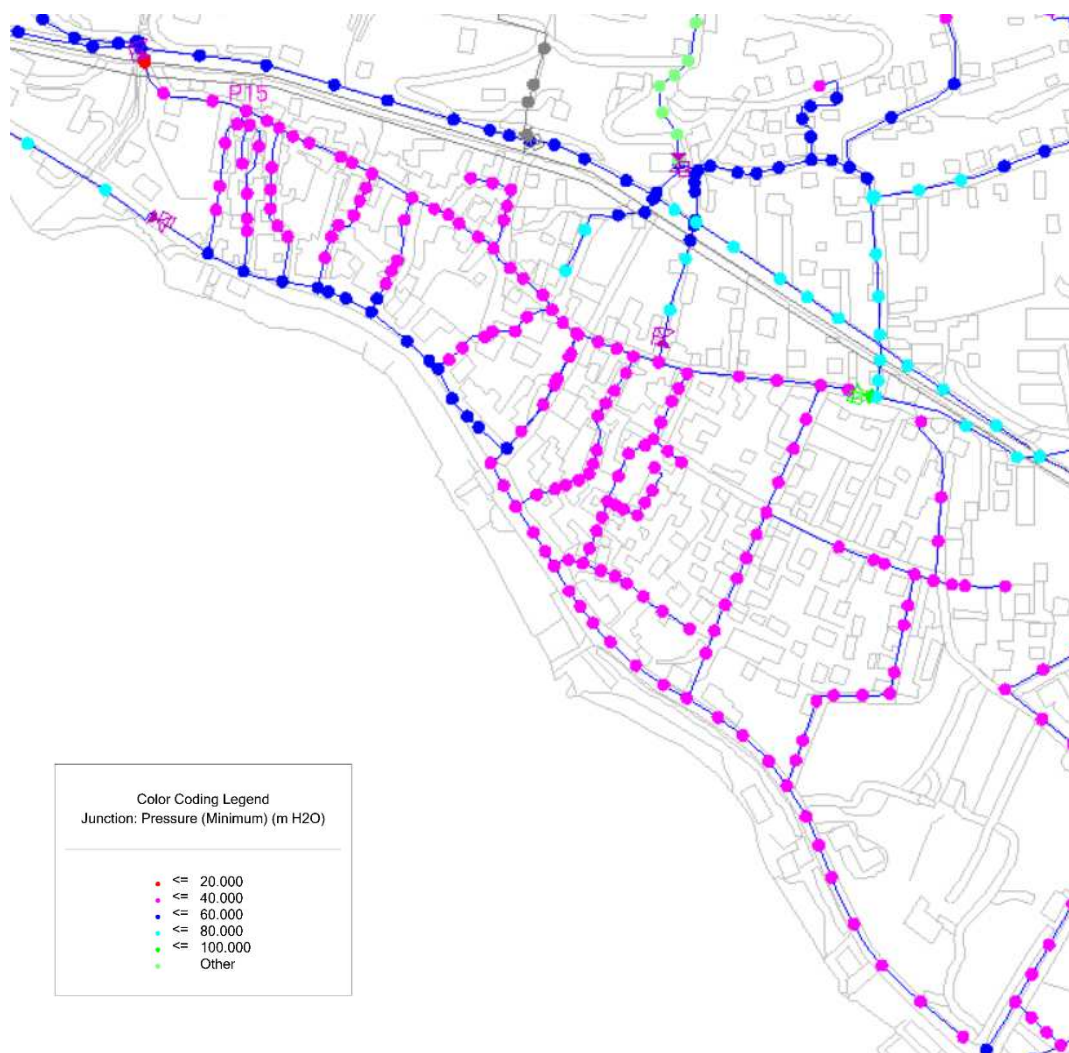 P15
Color Coding Legend
Junction: Pressure (Minimum) (m H2O)
<= 20.000
<= 40.000
<= 60.000
<= 80.000
<= 100.000
Other